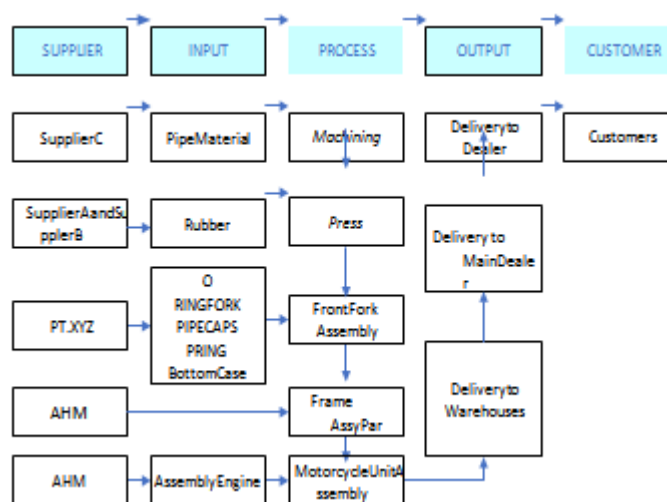 SUPPLIER
INPUT
PROCESS
OUTPUT
CUSTOMER
SupplierC
PipeMaterial
Machining
Deliveryto
Dealer
Customers
SupplierAandSu
pplerB
Rubber
Press
Delivery to
MainDeale
r
PT.XYZ
O
RINGFORK
PIPECAPS
PRING
BottomCase
FrontFork
Assembly
Deliveryto
Warehouses
AHM
Frame
AssyPar
AHM
AssemblyEngine
MotorcycleUnitA
ssembly